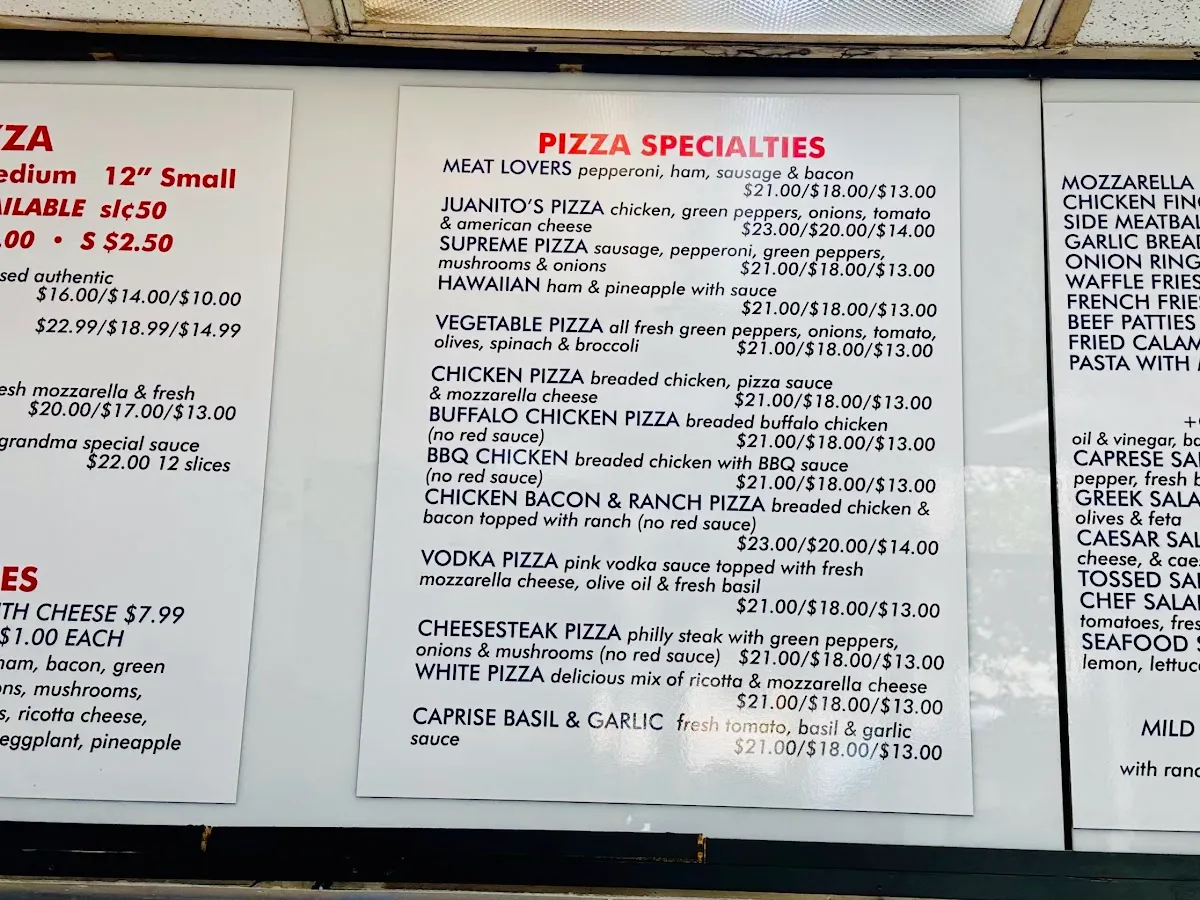 ZZA
edium 12” Small
AILABLE sl¢50
.00 • S $2.50
sed authentic
$16.00/$14.00/$10.00
$22.99/$18.99/$14.99
esh mozzarella & fresh
$20.00/$17.00/$13.00
grandma special sauce
$22.00 12 slices
ES
ITH CHEESE $7.99
$1.00 EACH
ham, bacon, green
ons, mushrooms,
s, ricotta cheese,
eggplant, pineapple
PIZZA SPECIALTIES
MEAT LOVERS pepperoni, ham, sausage & bacon
$21.00/$18.00/$13.00
JUANITO'S PIZZA chicken, green peppers, onions, tomato
& american cheese $23.00/$20.00/$14.00
SUPREME PIZZA sausage, pepperoni, green peppers,
mushrooms & onions $21.00/$18.00/$13.00
HAWAIIAN ham & pineapple with sauce
$21.00/$18.00/$13.00
VEGETABLE PIZZA all fresh green peppers, onions, tomato,
olives, spinach & broccoli $21.00/$18.00/$13.00
CHICKEN PIZZA breaded chicken, pizza sauce
& mozzarella cheese $21.00/$18.00/$13.00
BUFFALO CHICKEN PIZZA breaded buffalo chicken
(no red sauce) $21.00/$18.00/$13.00
BBQ CHICKEN breaded chicken with BBQ sauce
(no red sauce) $21.00/$18.00/$13.00
CHICKEN BACON & RANCH PIZZA breaded chicken &
bacon topped with ranch (no red sauce)
$23.00/$20.00/$14.00
VODKA PIZZA pink vodka sauce topped with fresh
mozzarella cheese, olive oil & fresh basil
$21.00/$18.00/$13.00
CHEESESTEAK PIZZA philly steak with green peppers,
onions & mushrooms (no red sauce) $21.00/$18.00/$13.00
WHITE PIZZA delicious mix of ricotta & mozzarella cheese
$21.00/$18.00/$13.00
CAPRISE BASIL & GARLIC fresh tomato, basil & garlic
sauce $21.00/$18.00/$13.00
MOZZARELLA
CHICKEN FING
SIDE MEATBAL
GARLIC BREAD
ONION RING
WAFFLE FRIES
FRENCH FRIE
BEEF PATTIES
FRIED CALAM
PASTA WITH
oil & vinegar, ba
CAPRESE SA
pepper, fresh b
GREEK SALA
olives & feta
CAESAR SAL
cheese, & cae
TOSSED SA
CHEF SALA
tomatoes, fres
SEAFOOD S
lemon, lettuc
MILD
with ranc